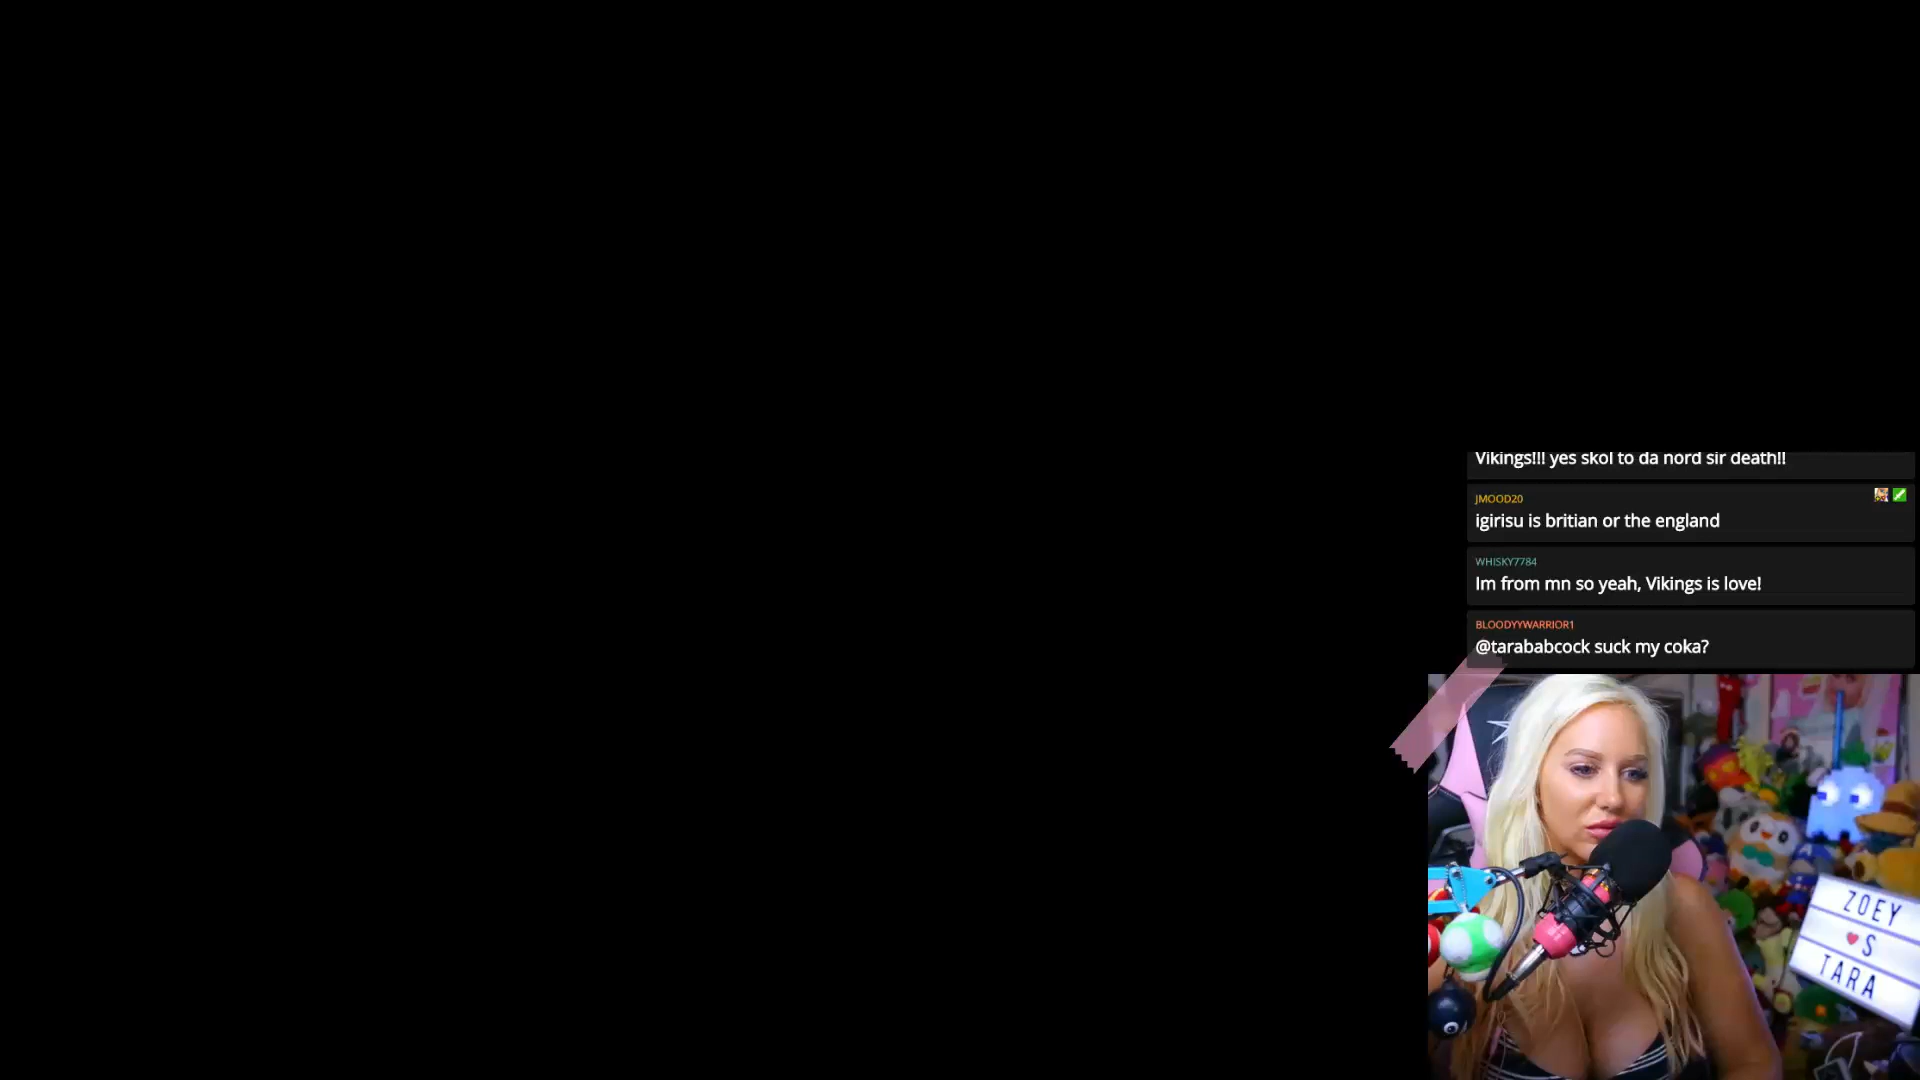 Vikings!!! yes skol to da nord sir death!!
JMOOD20
igirisu is britian or the england
WHISKY7784
Im from mn so yeah, Vikings is love!
BLOODYYWARRIOR1
@tarababcock suck my coka?
ZOEY
♥S
TARA